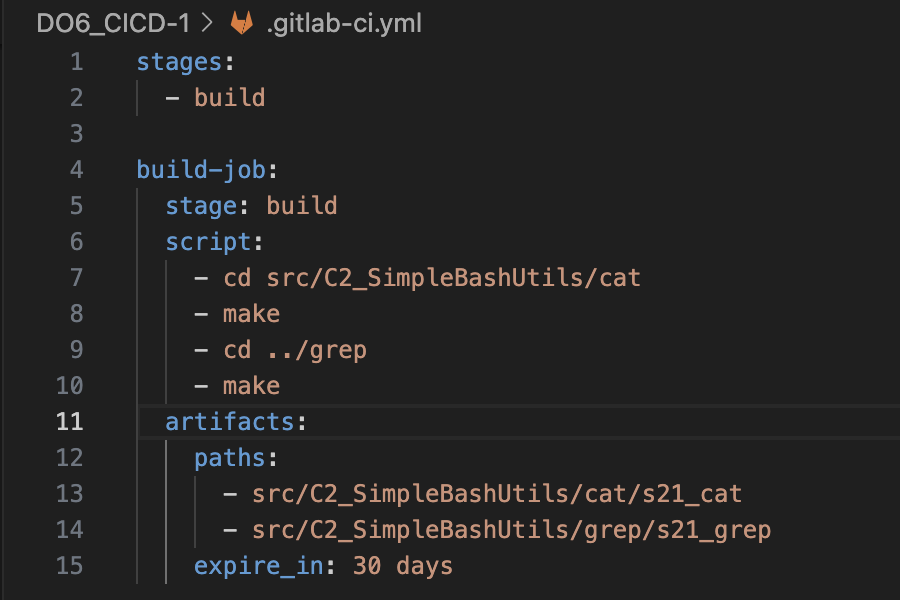 DO6_CICD-1 > .gitlab-ci.yml
1 stages:
2   - build
3
4 build-job:
5   stage: build
6   script:
7     - cd src/C2_SimpleBashUtils/cat
8     - make
9     - cd ../grep
10     - make
11   artifacts:
12     paths:
13       - src/C2_SimpleBashUtils/cat/s21_cat
14       - src/C2_SimpleBashUtils/grep/s21_grep
15     expire_in: 30 days